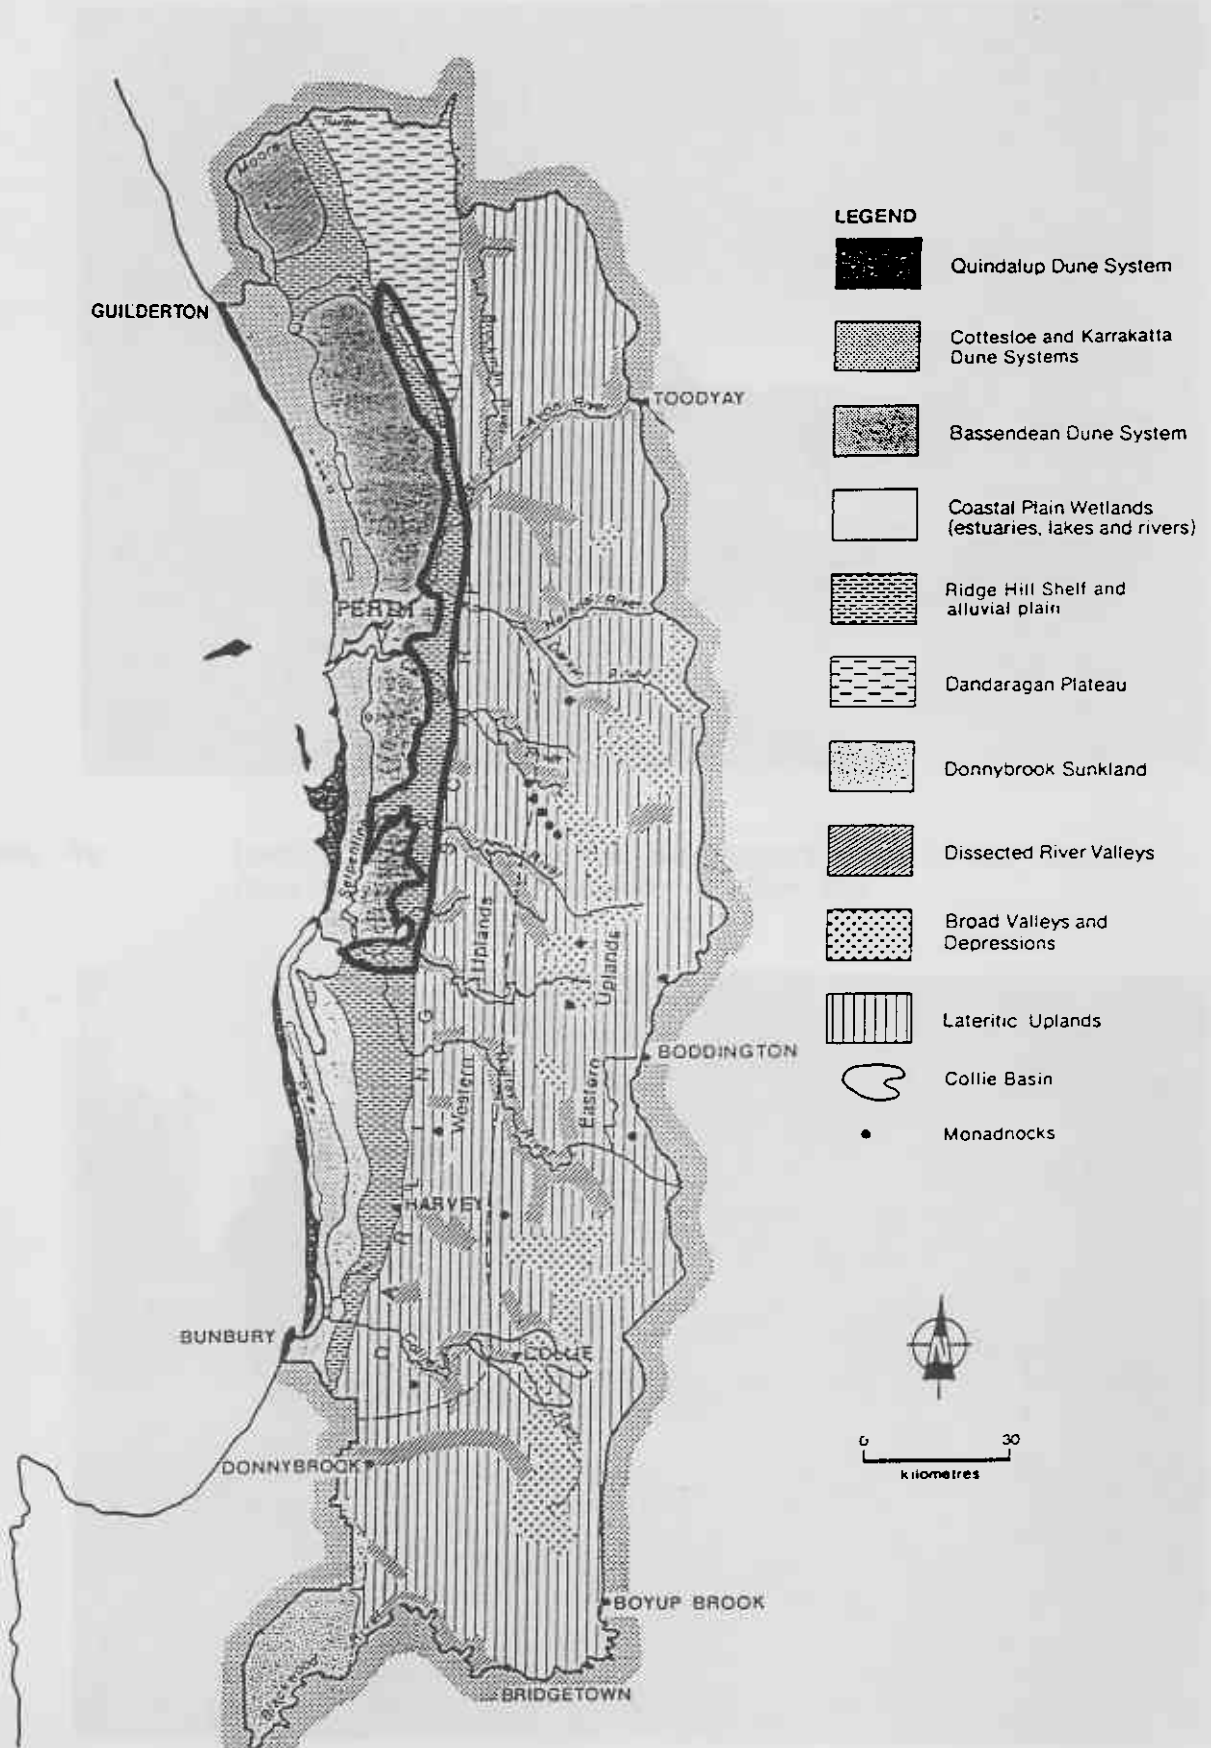 Moore
GUILDERTON
TOODYAY
Avon River
PERTH
Helena River
Serpentine
Uplands
Uplands
BODDINGTON
Western
Eastern
HARVEY
D A R L I N G
BUNBURY
COLLIE
DONNYBROOK
BOYUP BROOK
BRIDGETOWN
LEGEND
Quindalup Dune System
Cottesloe and Karrakatta
Dune Systems
Bassendean Dune System
Coastal Plain Wetlands
(estuaries, lakes and rivers)
Ridge Hill Shelf and
alluvial plain
Dandaragan Plateau
Donnybrook Sunkland
Dissected River Valleys
Broad Valleys and
Depressions
Lateritic Uplands
Collie Basin
Monadnocks
N
0 30
kilometres